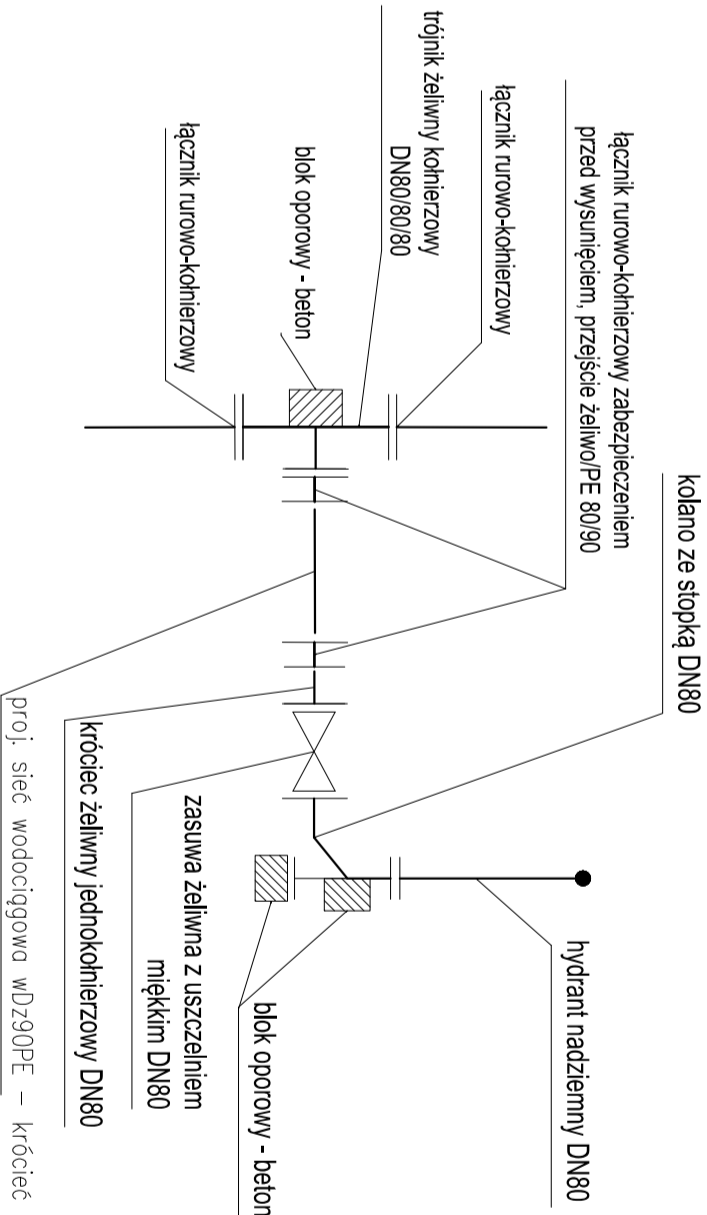 kolano ze stopką DN80
hydrant nadziemny DN80
łącznik rurowo-kołnierzowy zabezpieczeniem
przed wysunięciem, przejście żeliwo/PE 80/90
łącznik rurowo-kołnierzowy
trójnik żeliwny kołnierzowy
DN80/80/80
blok oporowy - beton
łącznik rurowo-kołnierzowy
blok oporowy - beton
zasuwa żeliwna z uszczelniem
miękkim DN80
króciec żeliwny jednokołnierzowy DN80
proj. sieć wodociągowa wDz90PE – króciec